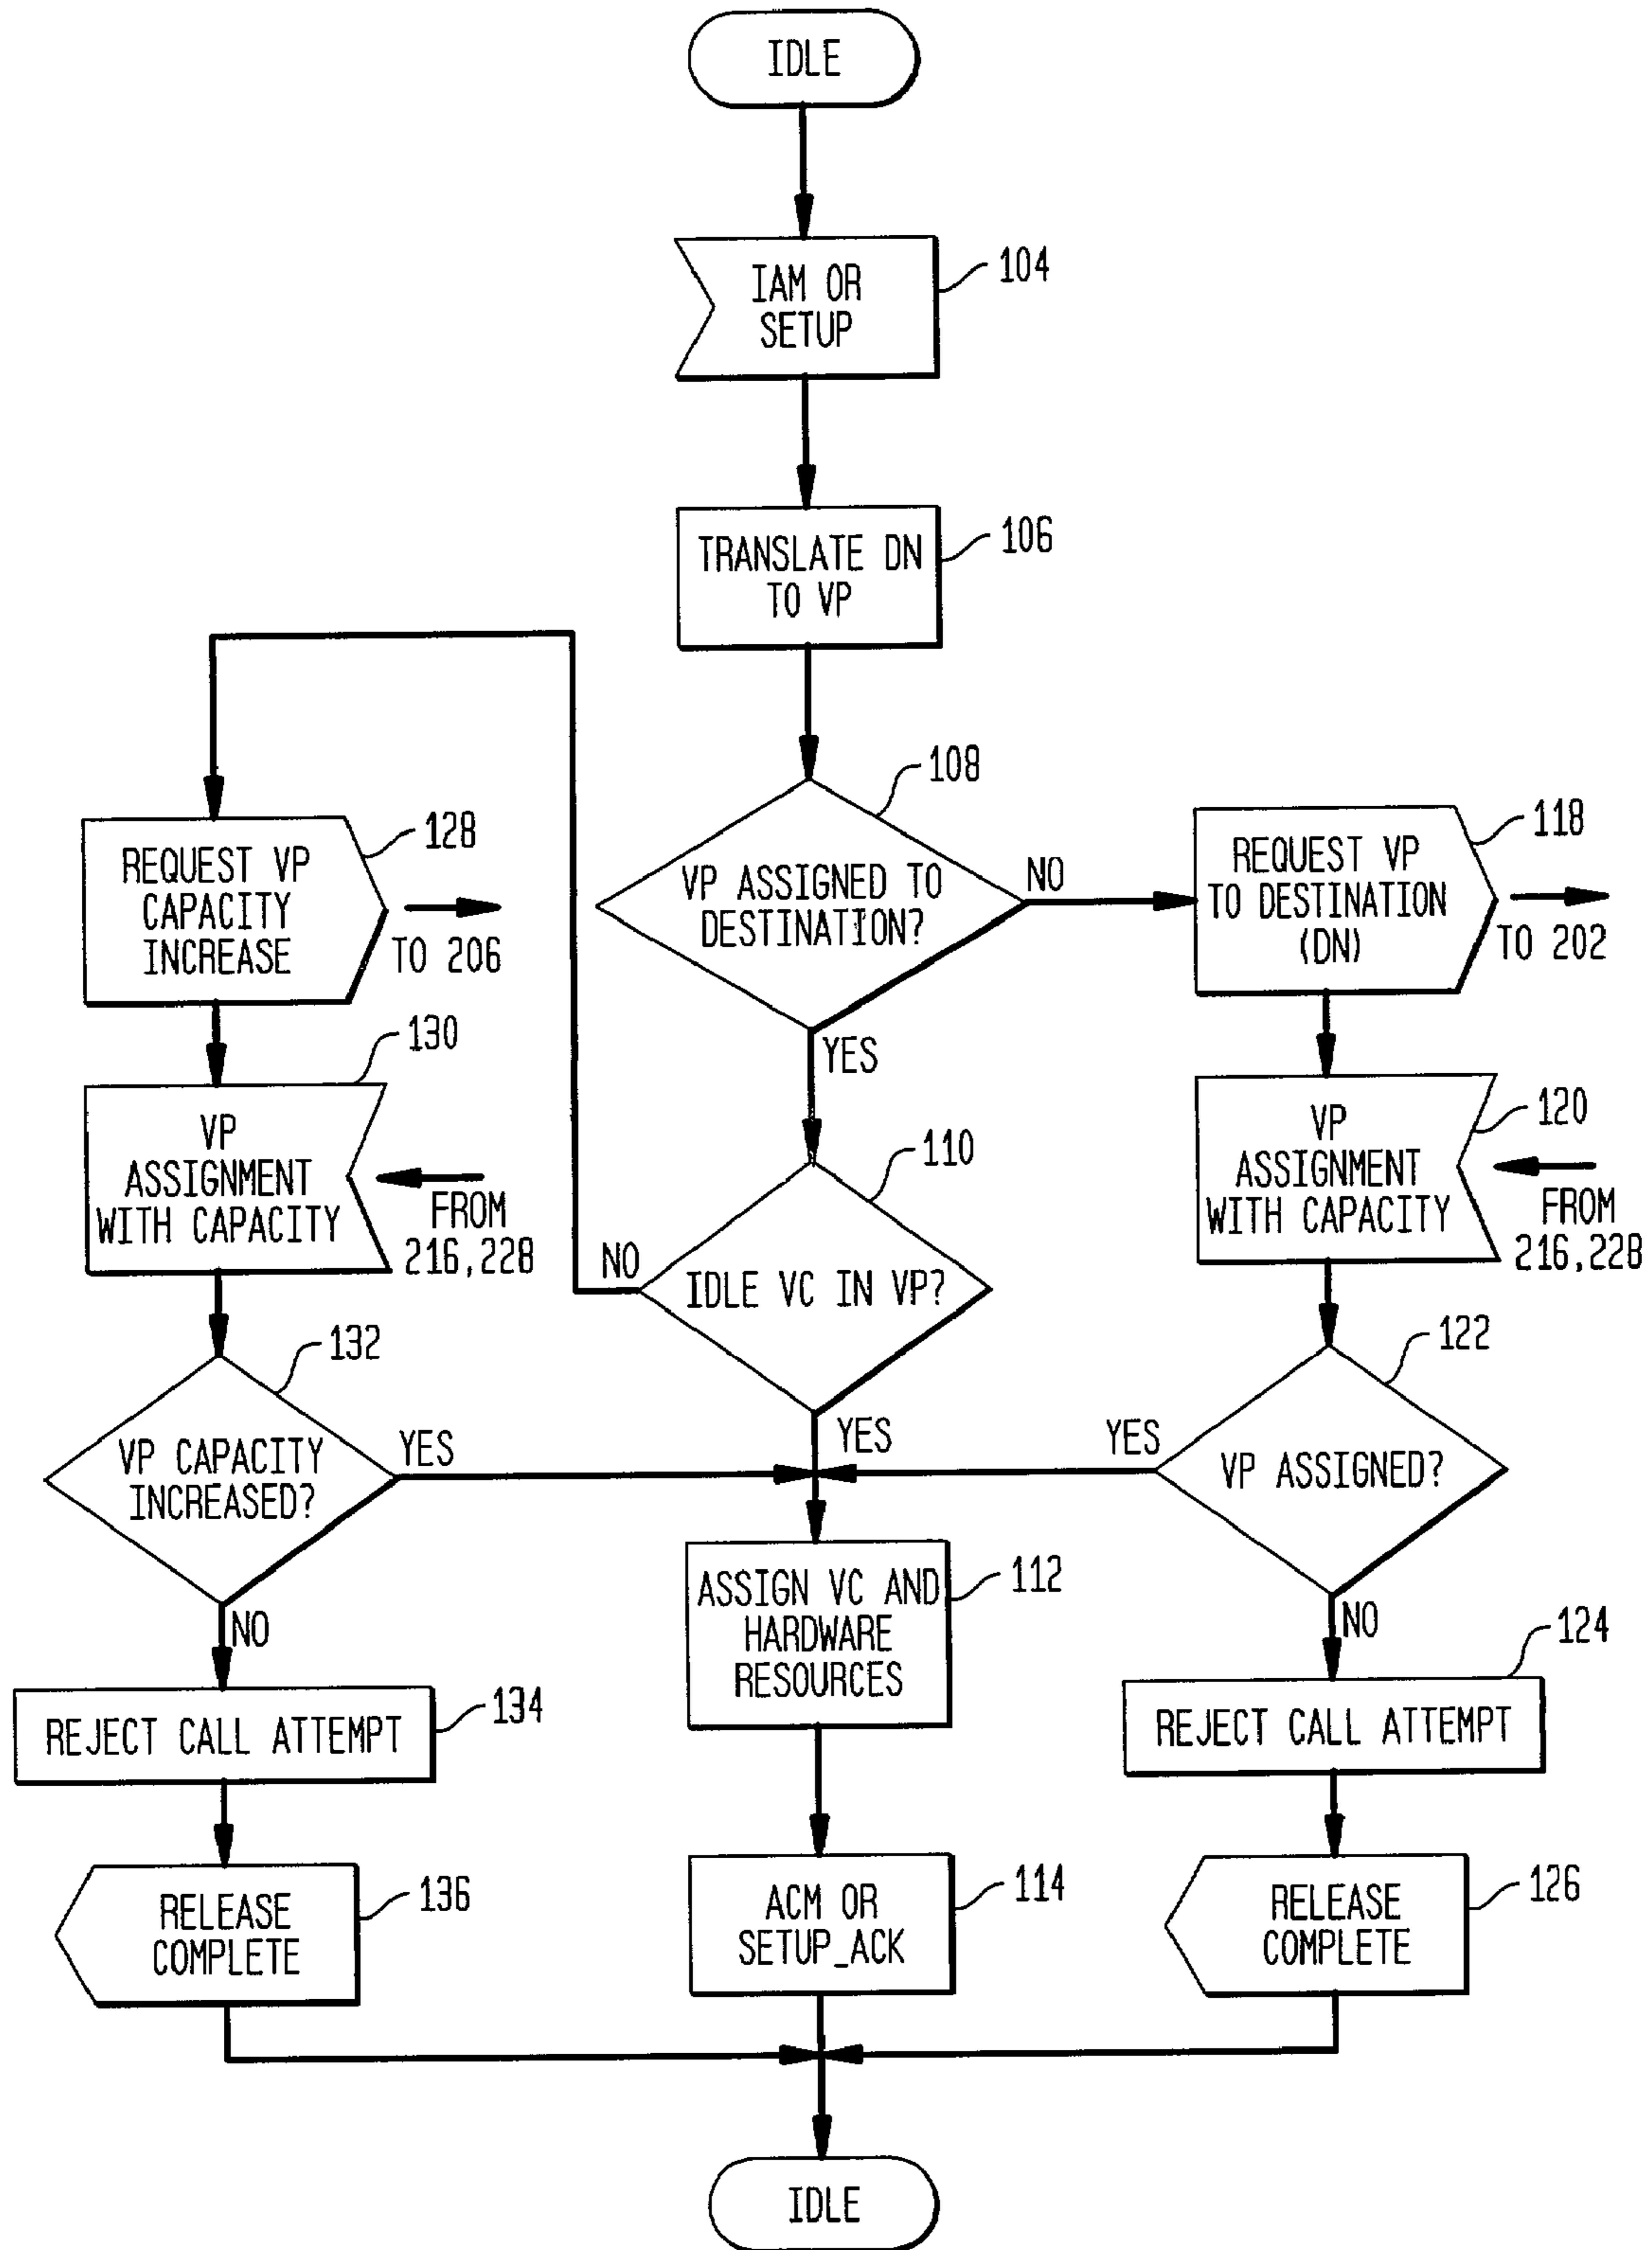 IDLE
IAM OR
SETUP
104
TRANSLATE DN
TO VP
106
108
VP ASSIGNED TO
DESTINATION?
NO
YES
REQUEST VP
CAPACITY
INCREASE
128
TO 206
REQUEST VP
TO DESTINATION
(DN)
118
TO 202
130
VP
ASSIGNMENT
WITH CAPACITY
FROM
216,228
110
IDLE VC IN VP?
NO
YES
120
VP
ASSIGNMENT
WITH CAPACITY
FROM
216,228
132
VP CAPACITY
INCREASED?
YES
NO
122
VP ASSIGNED?
YES
NO
ASSIGN VC AND
HARDWARE
RESOURCES
112
REJECT CALL ATTEMPT
134
124
REJECT CALL ATTEMPT
RELEASE
COMPLETE
136
ACM OR
SETUP_ACK
114
RELEASE
COMPLETE
126
IDLE